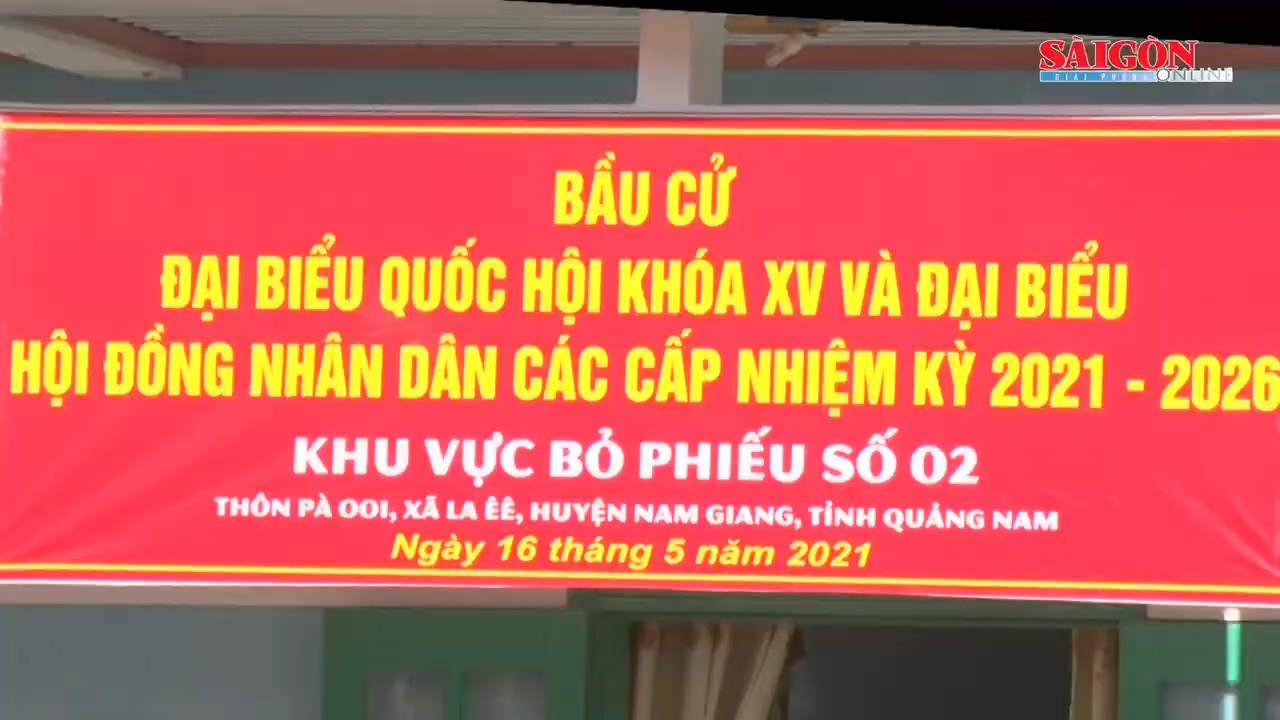 SÀIGÒN
GIẢI PHÓNG ONLINE
BẦU CỬ
ĐẠI BIỂU QUỐC HỘI KHÓA XV VÀ ĐẠI BIỂU
HỘI ĐỒNG NHÂN DÂN CÁC CẤP NHIỆM KỲ 2021 - 2026
KHU VỰC BỎ PHIẾU SỐ 02
THÔN PÀ OOI, XÃ LA ÊÊ, HUYỆN NAM GIANG, TỈNH QUẢNG NAM
Ngày 16 tháng 5 năm 2021